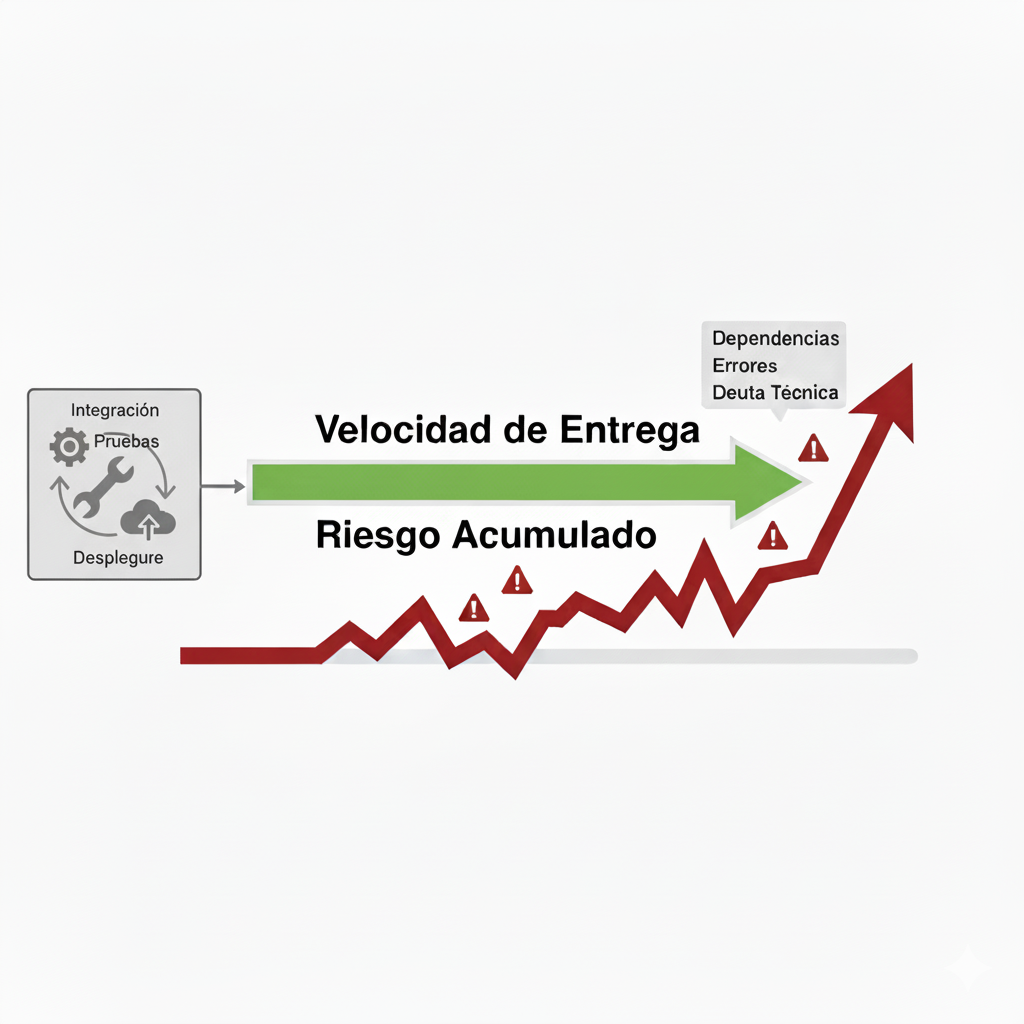 Integración
Pruebas
Desplegure
Velocidad de Entrega
Riesgo Acumulado
Dependencias
Errores
Deuta Técnica